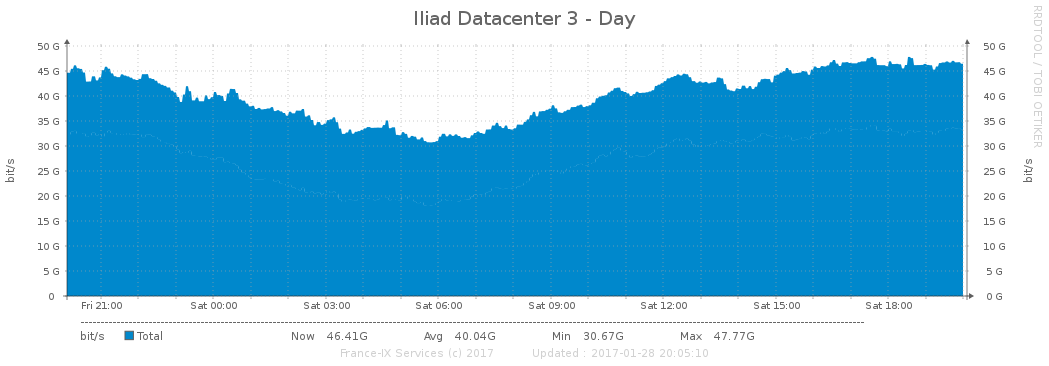 Iliad Datacenter 3 - Day
RRDTOOL / TOBI OETIKER
bit/s
50 G 50 G
45 G 45 G
40 G 40 G
35 G 35 G
30 G 30 G
25 G 25 G
20 G 20 G
15 G 15 G
10 G 10 G
5 G 5 G
0 0 G
bit/s
Fri 21:00 Sat 00:00 Sat 03:00 Sat 06:00 Sat 09:00 Sat 12:00 Sat 15:00 Sat 18:00
bit/s Total Now 46.41G Avg 40.04G Min 30.67G Max 47.77G
France-IX Services (c) 2017 Updated : 2017-01-28 20:05:10